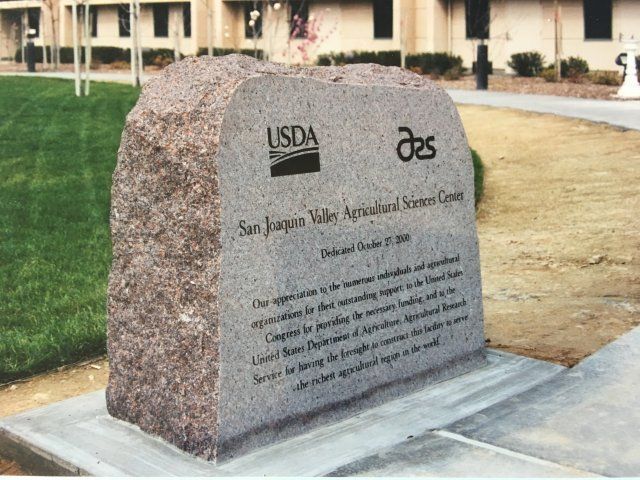 USDA ars
San Joaquin Valley Agricultural Sciences Center
Dedicated October 27, 2000
Our appreciation to the numerous individuals and agricultural
organizations for their outstanding support; to the United States
Congress for providing the necessary funding, and to the
United States Department of Agriculture, Agricultural Research
Service for having the foresight to construct this facility to serve
the richest agricultural region in the world.